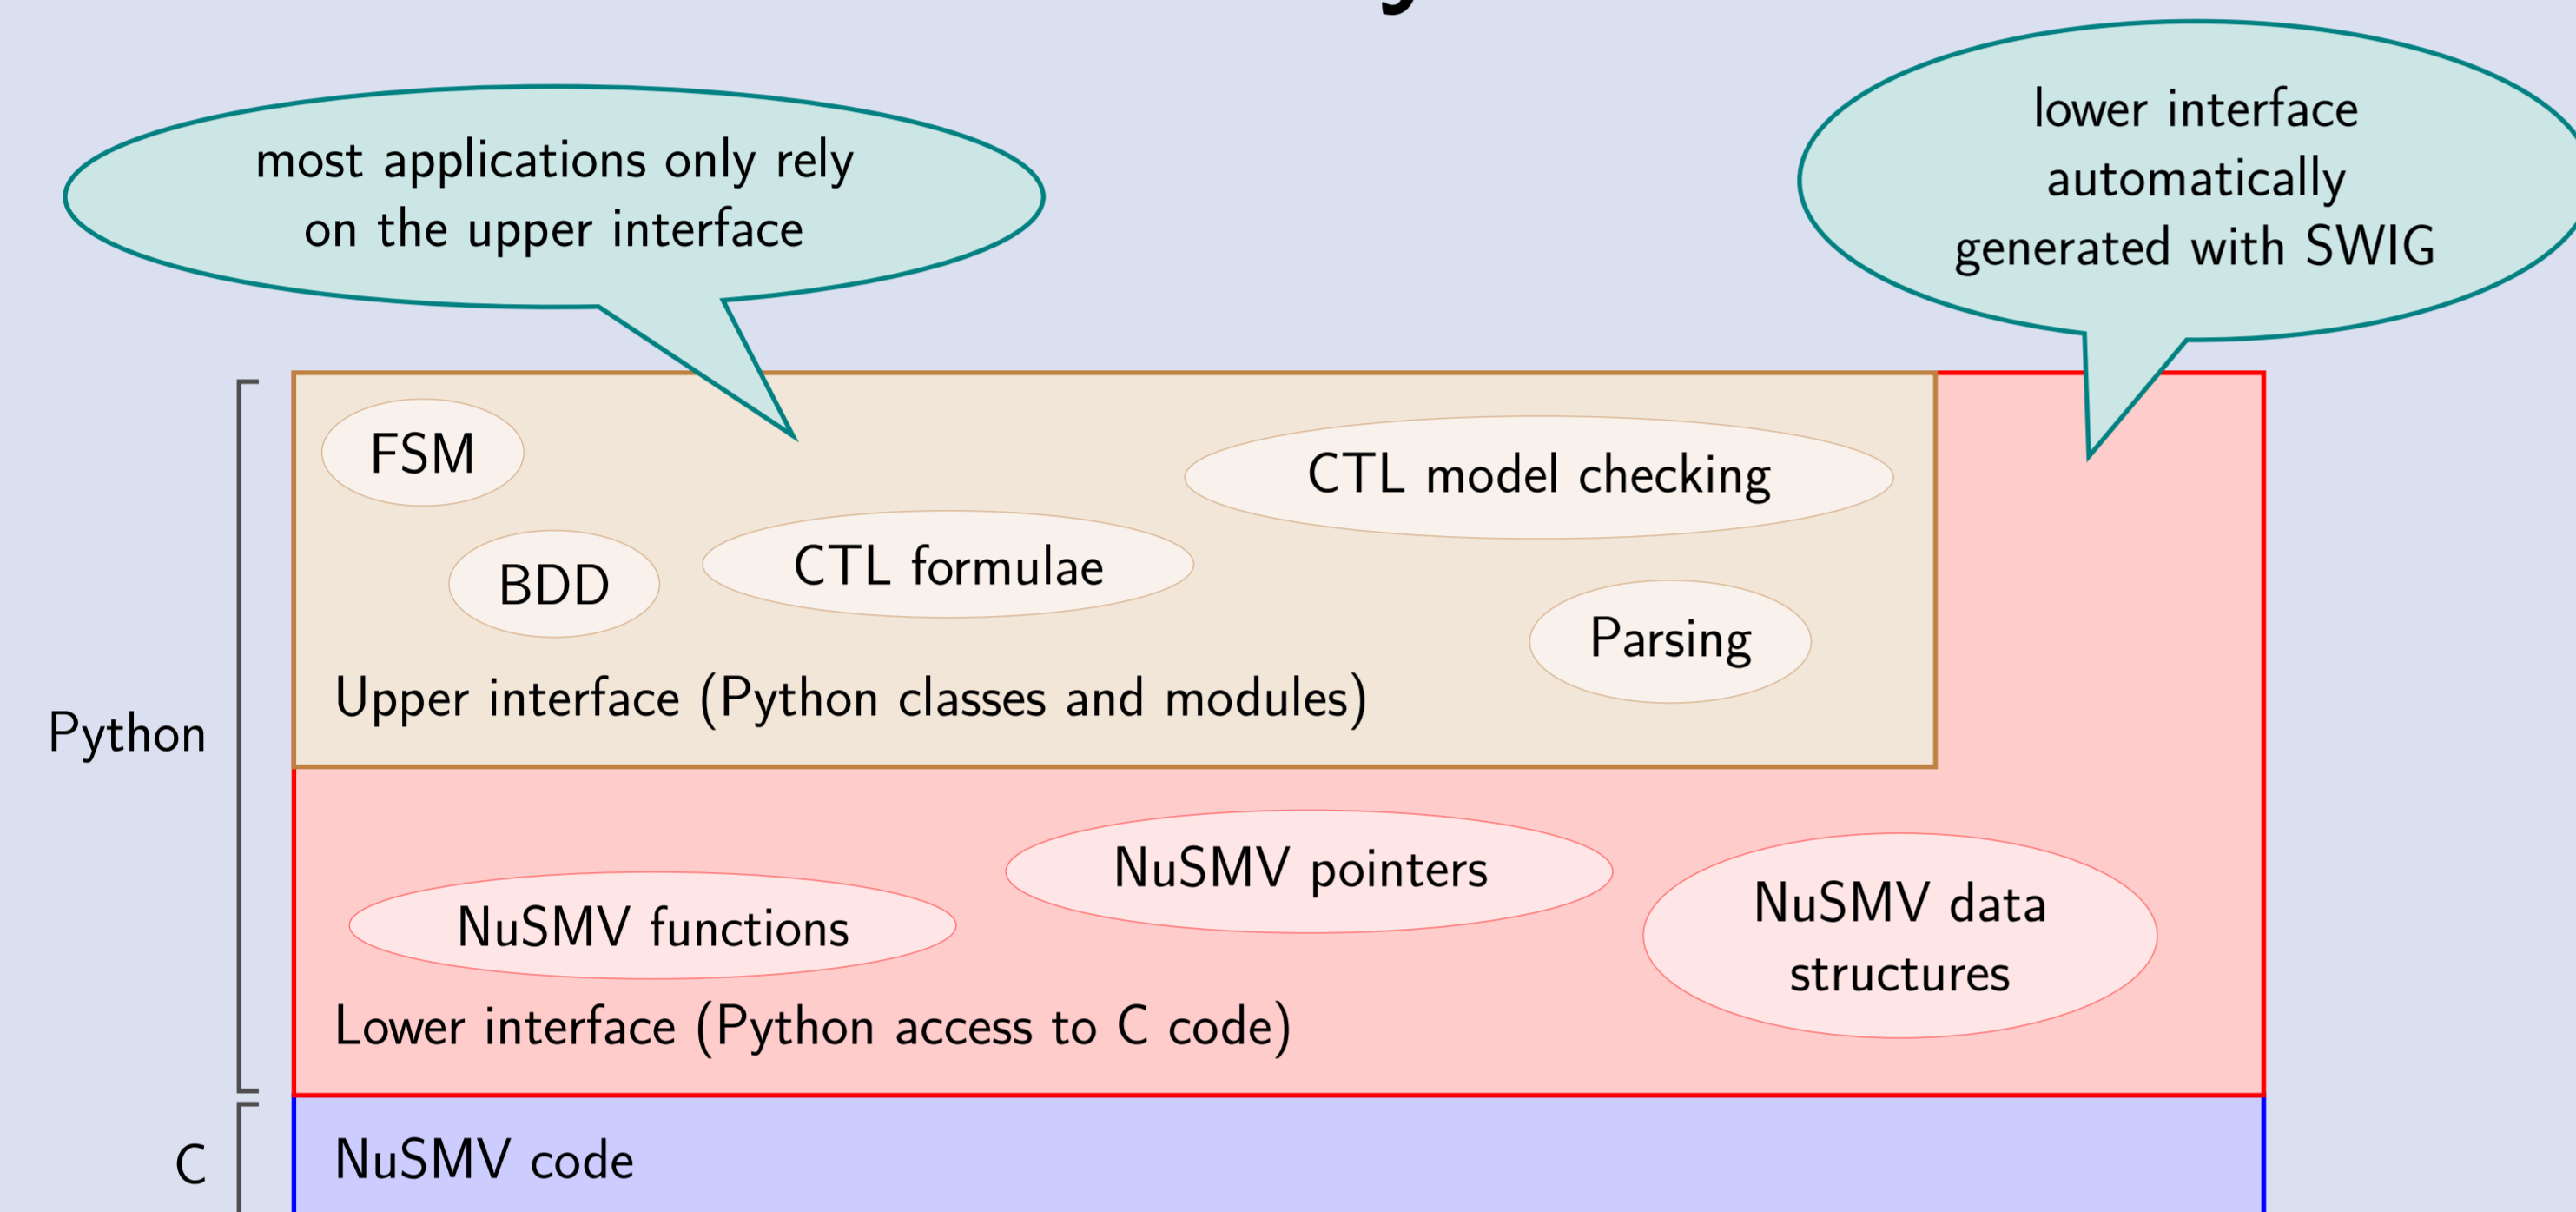 most applications only rely
on the upper interface
lower interface
automatically
generated with SWIG
FSM
CTL model checking
BDD
CTL formulae
Parsing
Upper interface (Python classes and modules)
Python
NuSMV pointers
NuSMV functions
NuSMV data
structures
Lower interface (Python access to C code)
C
NuSMV code